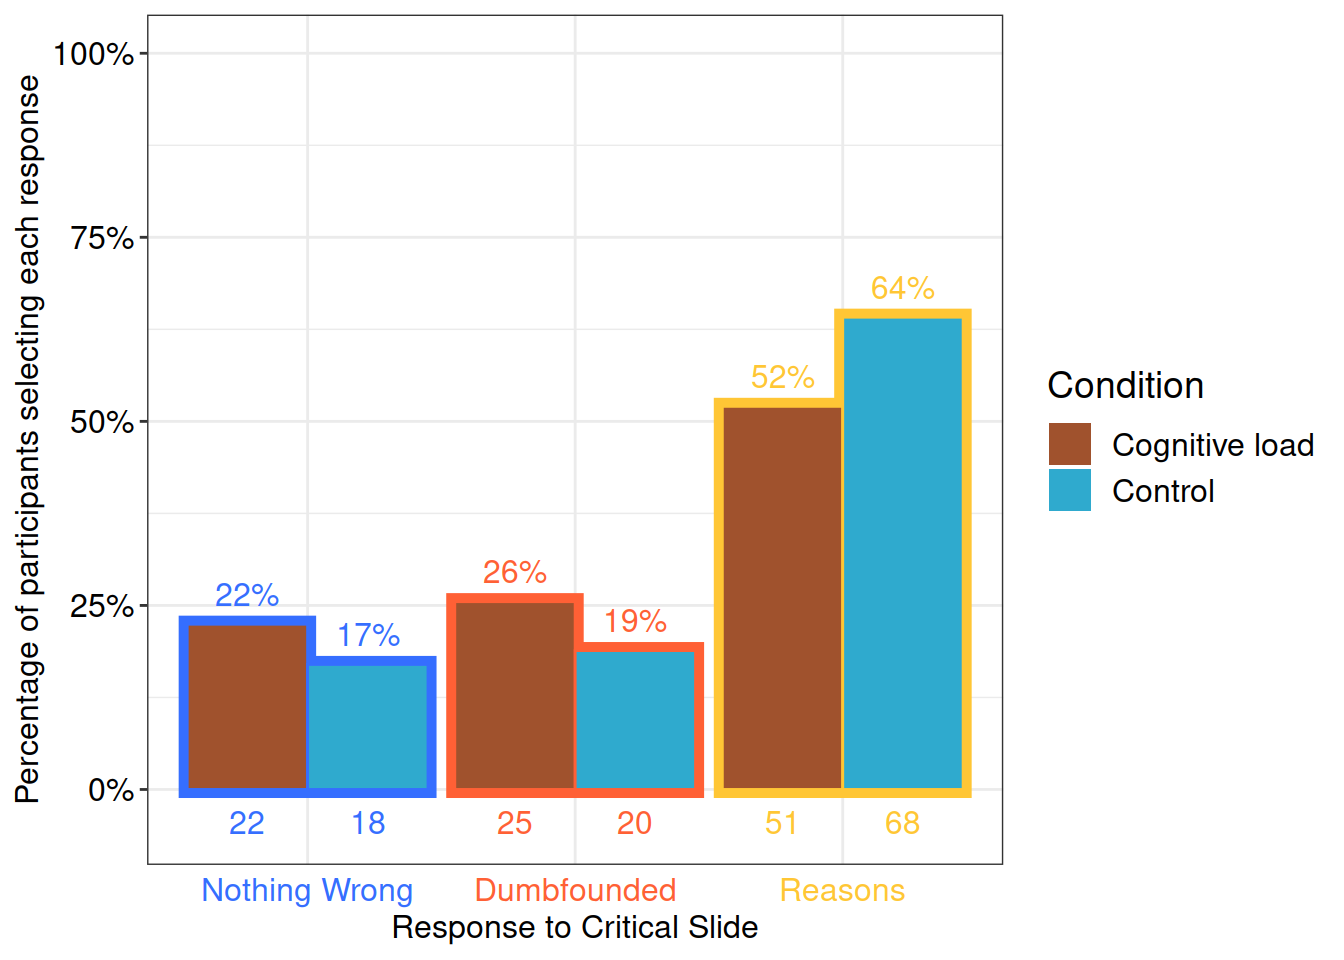 Percentage of participants selecting each response
100%
75%
50%
25%
0%
22%
17%
26%
19%
52%
64%
22
18
25
20
51
68
Nothing Wrong
Dumbfounded
Reasons
Response to Critical Slide
Condition
Cognitive load
Control